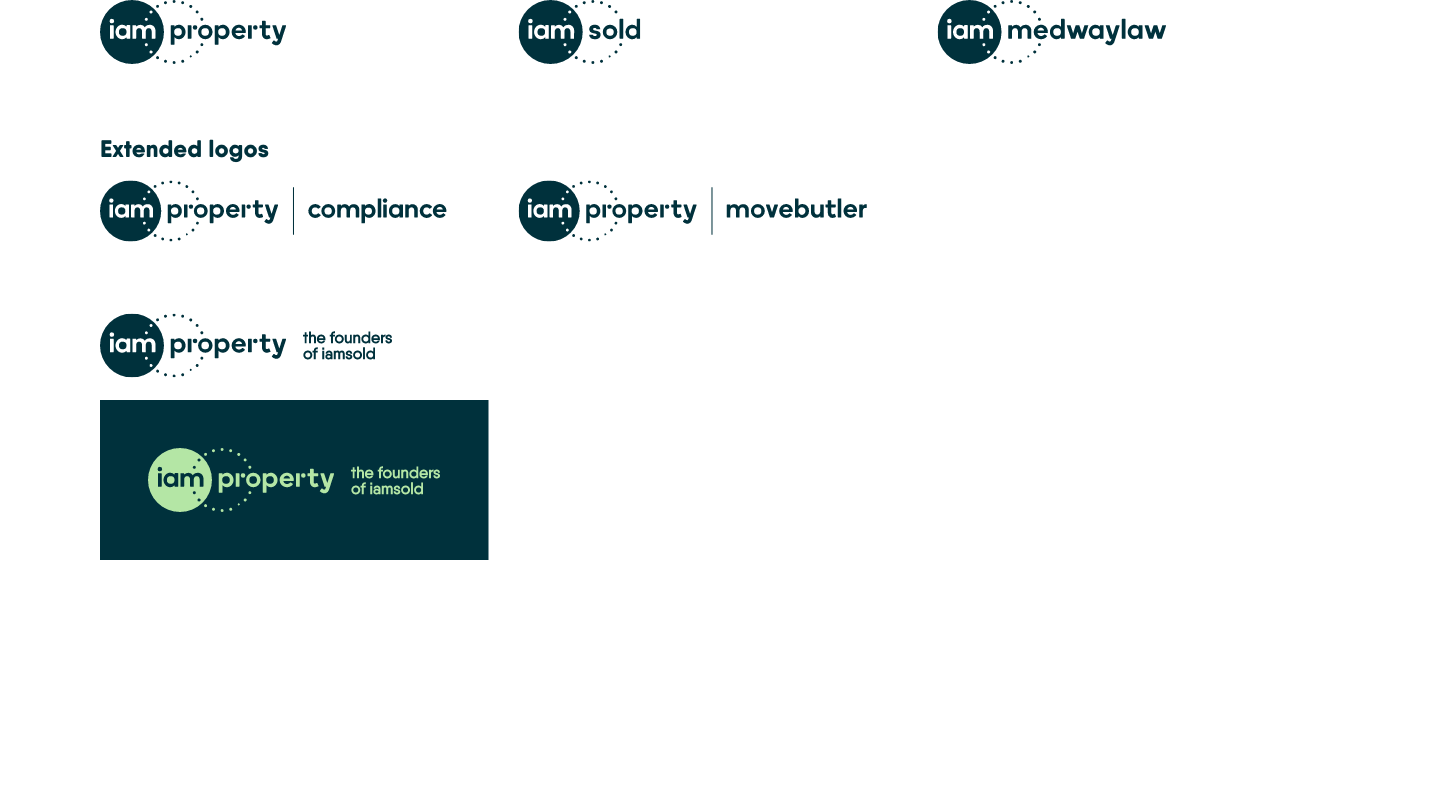 iam property
iam sold
iam medwaylaw
Extended logos
iam property | compliance
iam property | movebutler
iam property the founders
of iamsold
iam property the founders
of iamsold